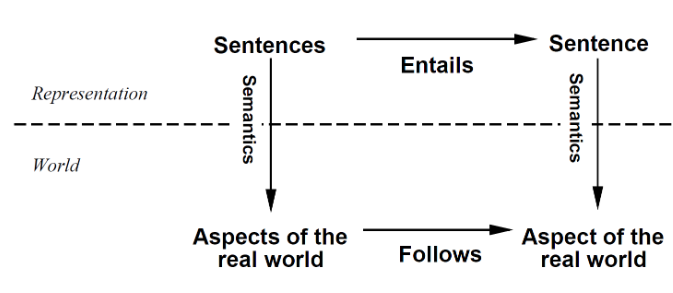 Sentences
Entails
Sentence
Representation
Semantics
Semantics
World
Aspects of the
real world
Follows
Aspect of the
real world